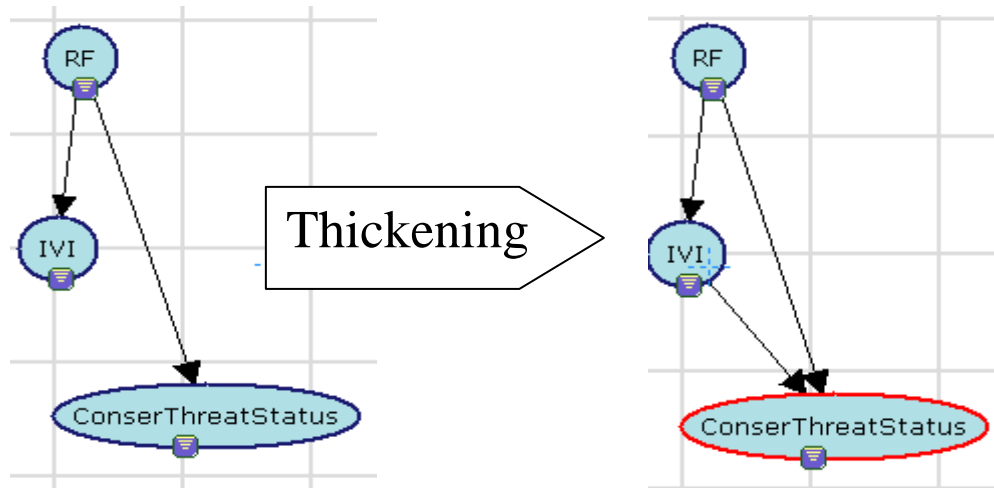 RF
IVI
ConserThreatStatus
Thickening
RF
IVI
ConserThreatStatus